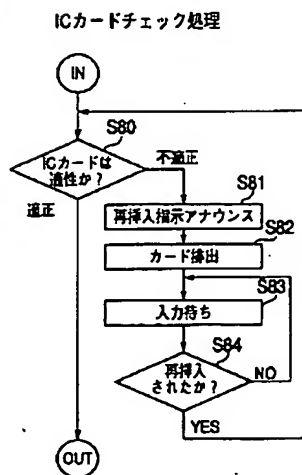 ICカードチェック処理
IN
S80
ICカードは
適性か?
不適正
適正
S81
再挿入指示アナウンス
S82
カード排出
S83
入力待ち
S84
再挿入
されたか?
NO
YES
OUT